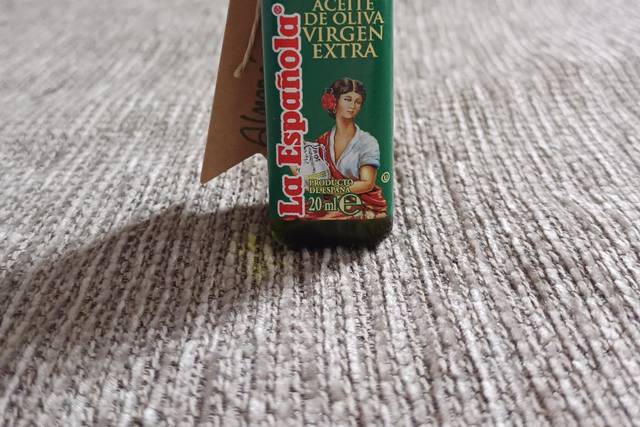 La Española®
ACEITE
DE OLIVA
VIRGEN
EXTRA
PRODUCTO
DE ESPAÑA
20 ml e